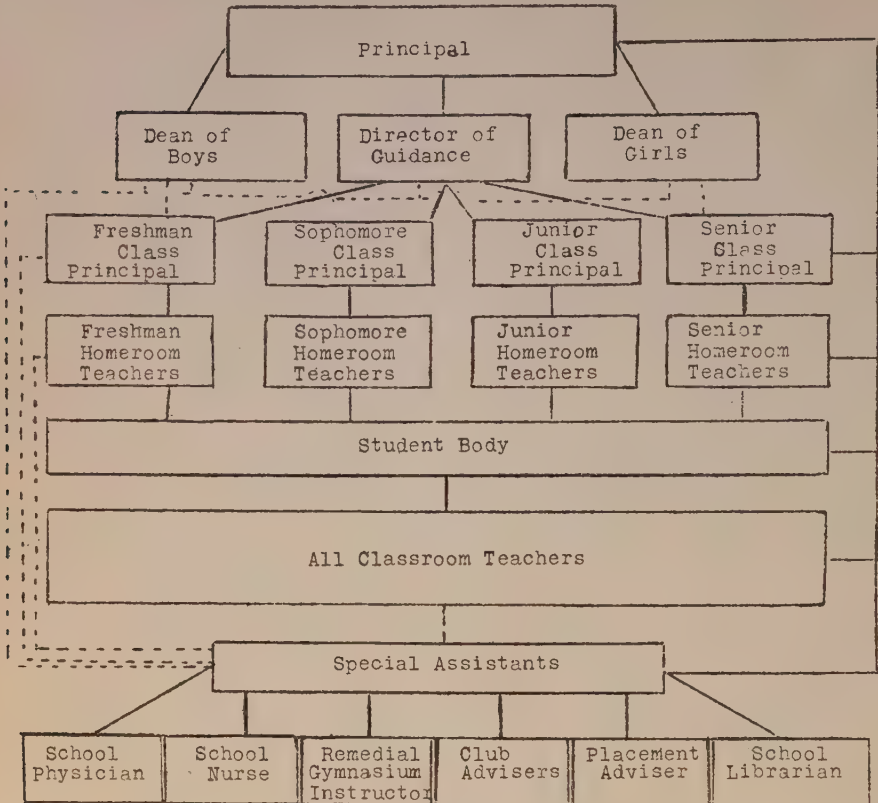 Principal
Dean of
Boys
Director of
Guidance
Dean of
Girls
Freshman
Class
Principal
Sophomore
Class
Principal
Junior
Class
Principal
Senior
Glass
Principal
Freshman
Homeroom
Teachers
Sophomore
Homeroom
Teachers
Junior
Homeroom
Teachers
Senior
Homeroom
Teachers
Student Body
All Classroom Teachers
Special Assistants
School
Physician
School
Nurse
Remedial
Gymnasium
Instructor
Club
Advisers
Placement
Adviser
School
Librarian